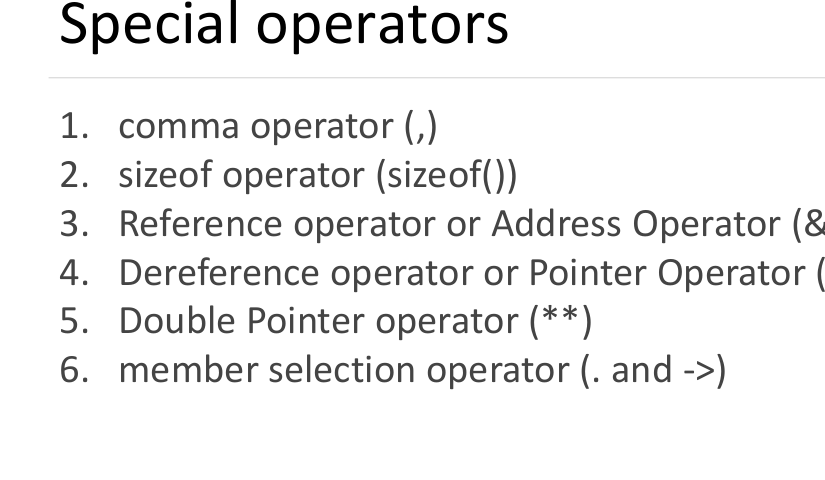 Special operators
1. comma operator (,)
2. sizeof operator (sizeof())
3. Reference operator or Address Operator (&
4. Dereference operator or Pointer Operator (
5. Double Pointer operator (**)
6. member selection operator (. and ->)